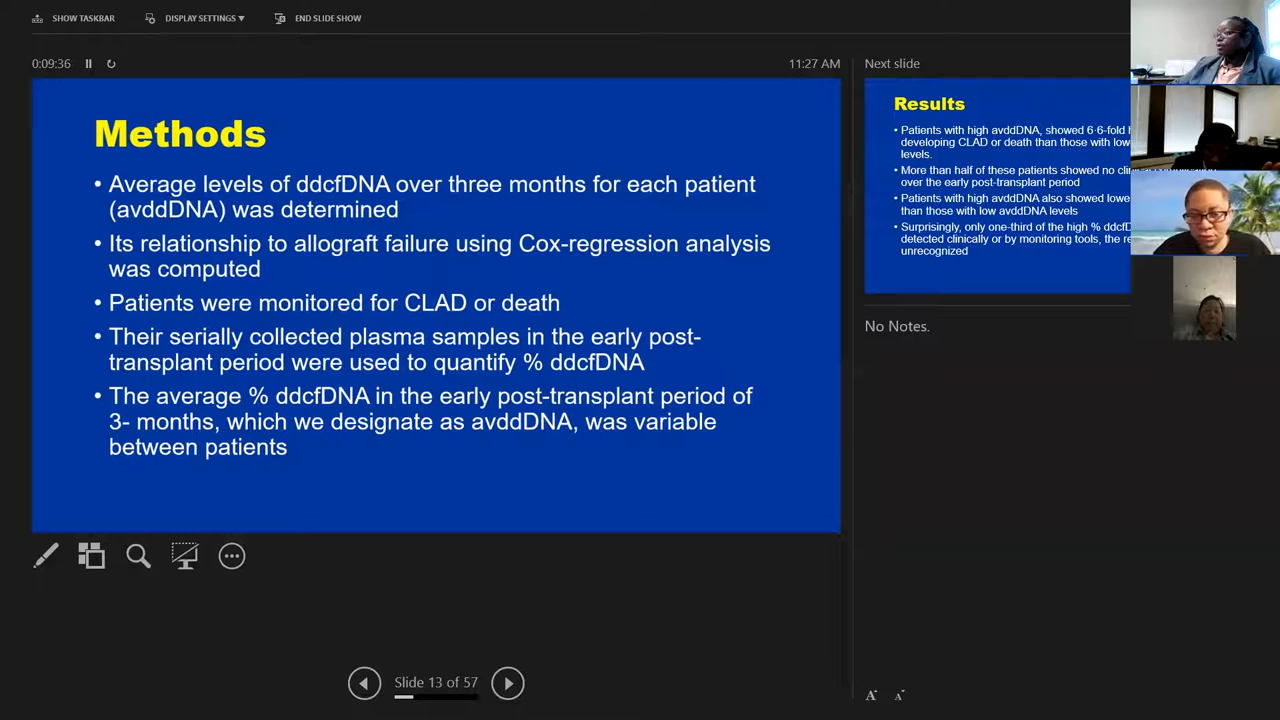 SHOW TASKBAR
DISPLAY SETTINGS ▾
END SLIDE SHOW
0:09:36
11:27 AM
Methods
• Average levels of ddcfDNA over three months for each patient
(avddDNA) was determined
• Its relationship to allograft failure using Cox-regression analysis
was computed
• Patients were monitored for CLAD or death
• Their serially collected plasma samples in the early post-
transplant period were used to quantify % ddcfDNA
• The average % ddcfDNA in the early post-transplant period of
3- months, which we designate as avddDNA, was variable
between patients
Slide 13 of 57
Next slide
Results
• Patients with high avddDNA, showed 6·6-fold
developing CLAD or death than those with low
levels.
• More than half of these patients showed no
over the early post-transplant period
• Patients with high avddDNA also showed lowe
than those with low avddDNA levels
• Surprisingly, only one-third of the high %
detected clinically or by monitoring tools, the
unrecognized
No Notes.
A A